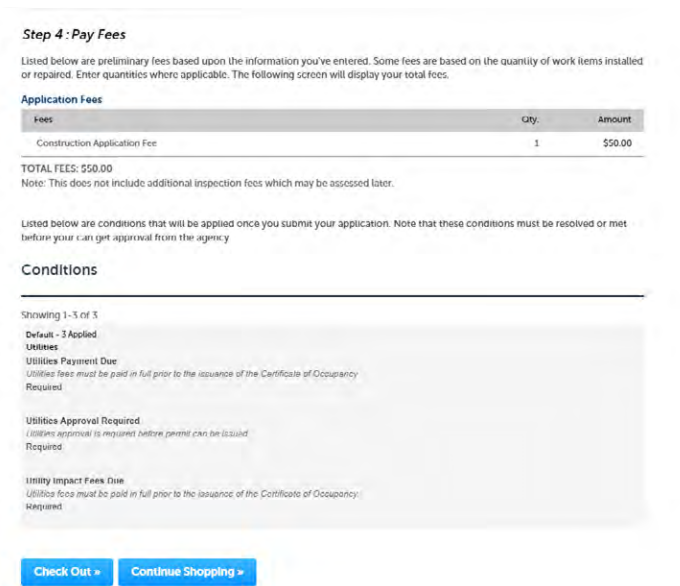 Step 4 : Pay Fees
Listed below are preliminary fees based upon the information you've entered. Some fees are based on the quantity of work items installed
or repaired. Enter quantities where applicable. The following screen will display your total fees.
Application Fees
Fees Qty. Amount
Construction Application Fee 1 $50.00
TOTAL FEES: $50.00
Note: This does not include additional inspection fees which may be assessed later.
Listed below are conditions that will be applied once you submit your application. Note that these conditions must be resolved or met
before your can get approval from the agency
Conditions
Showing 1-3 of 3
Default - 3 Applied
Utilities
Utilities Payment Due
Utilities fees must be paid in full prior to the issuance of the Certificate of Occupancy
Required
Utilities Approval Required
Utilities approval is required before permit can be issued
Required
Utility Impact Fees Due
Utilities fees must be paid in full prior to the issuance of the Certificate of Occupancy.
Required
Check Out » Continue Shopping »